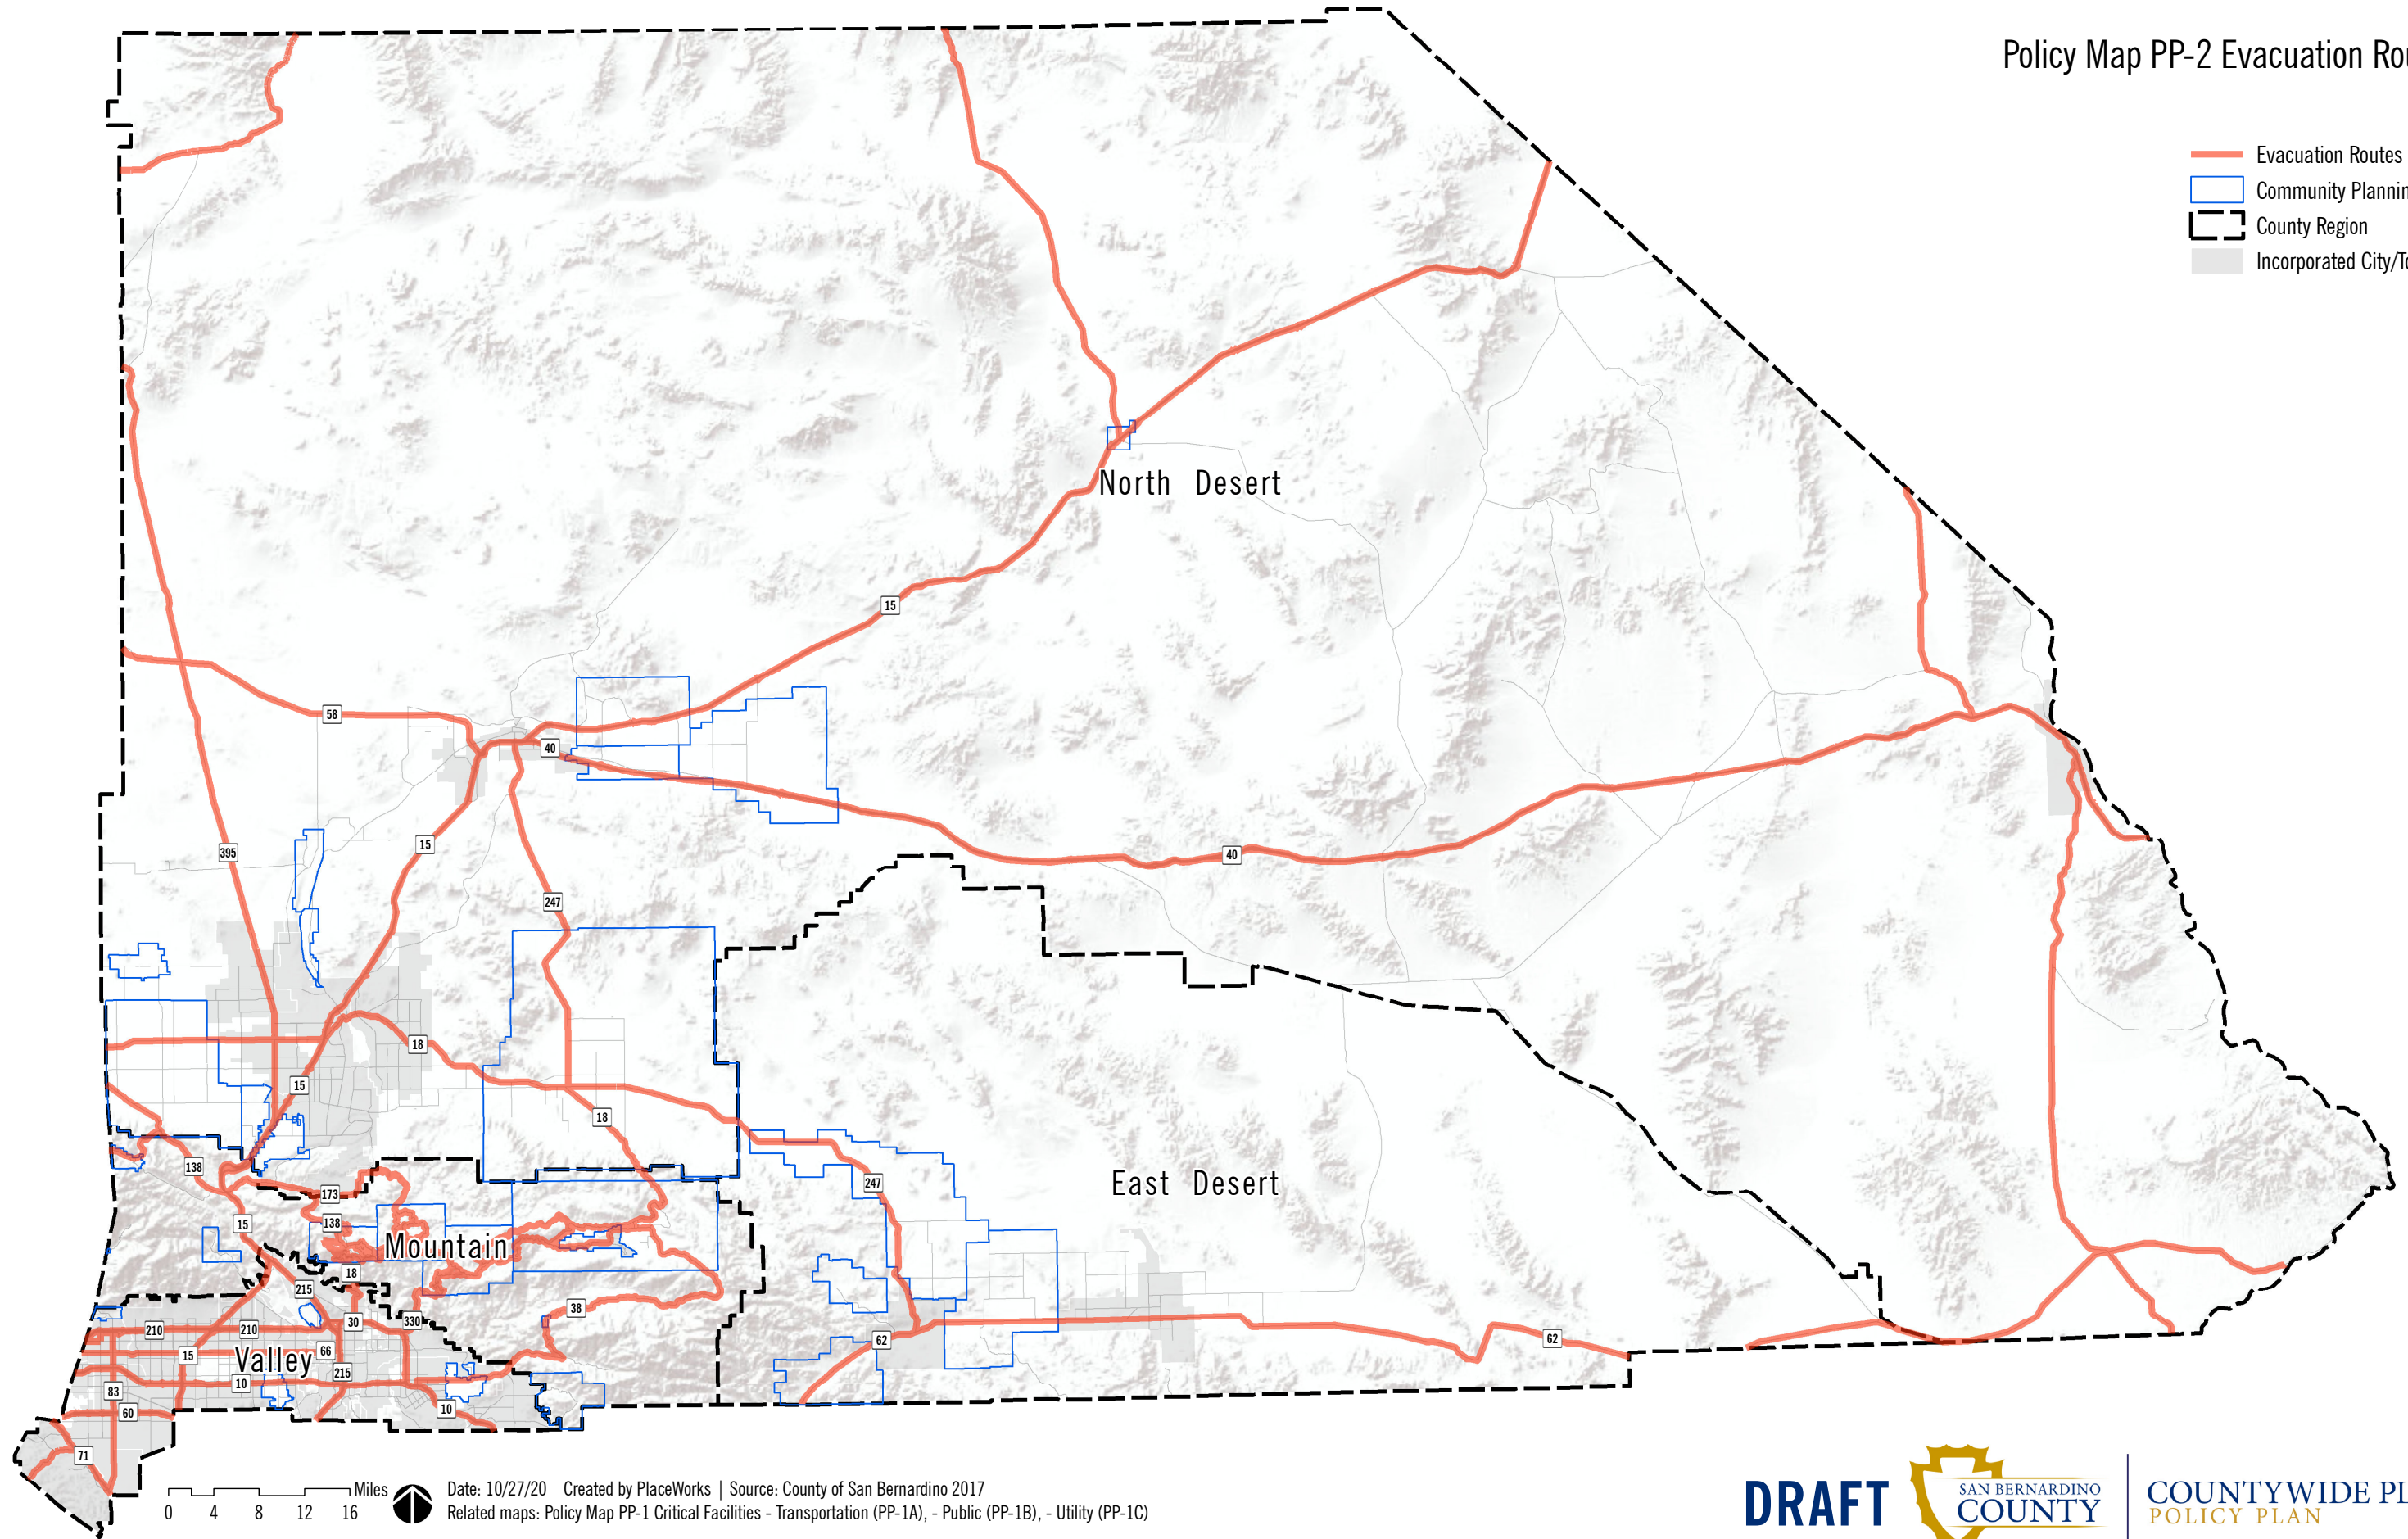 Policy Map PP-2 Evacuation
Evacuation Routes
Community
County Region
Incorporated
North Desert
15
58
40
395
15
40
247
18
15
18
138
173
247
East Desert
15
138
Mountain
18
215
38
30
330
210
210
62
62
15
66
Valley
215
10
83
60
10
71
Miles
0 4 8 12 16
Date: 10/27/20 Created by PlaceWorks | Source: County of San Bernardino 2017
Related maps: Policy Map PP-1 Critical Facilities - Transportation (PP-1A), - Public (PP-1B), - Utility (PP-1C)
DRAFT
SAN BERNARDINO
COUNTY
COUNTYWIDE
POLICY PLAN